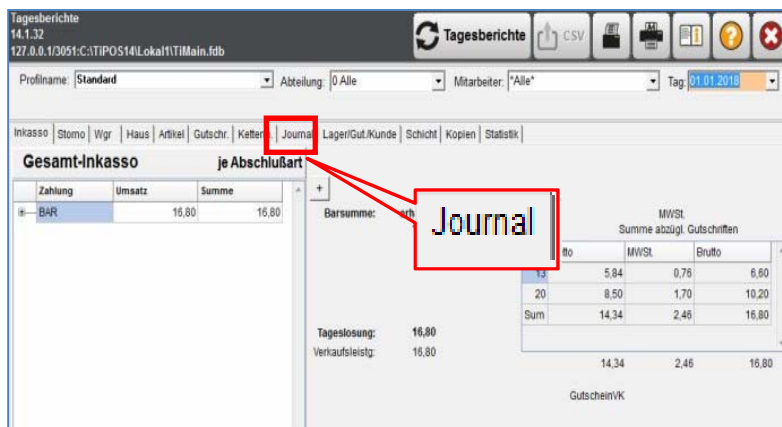 Tagesberichte
14.1.32
127.0.0.1/3051:C:\TiPOS14\Lokal1\TiMain.fdb
Tagesberichte CSV
Profilname: Standard Abteilung: 0 Alle Mitarbeiter: *Alle* Tag: 01.01.2018
Inkasso Storno Wgr Haus Artikel Gutschr. Journal Lager/Gut./Kunde Schicht Kopien Statistik
Gesamt-Inkasso je Abschlußart
Zahlung Umsatz Summe
BAR 16,80 16,80
+
Barsumme:
Journal
MWSt.
Summe abzügl. Gutschriften
tto MWSt. Brutto
13 5,84 0,76 6,60
20 8,50 1,70 10,20
Sum 14,34 2,46 16,80
Tageslosung: 16,80
Verkaufsleistg: 16,80
14,34 2,46 16,80
GutscheinVK